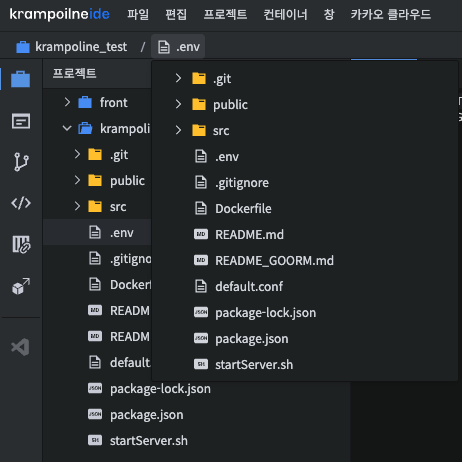 krampolineide 파일 편집 프로젝트 컨테이너 창 카카오 클라우드
krampoline_test / .env
프로젝트
front
krampoli
.git
public
src
.env
.gitigno
Dockerf
README
README
default.
package-lock.json
package.json
startServer.sh
.git
public
src
.env
.gitignore
Dockerfile
MD README.md
MD README_GOORM.md
default.conf
JSON package-lock.json
JSON package.json
SH startServer.sh